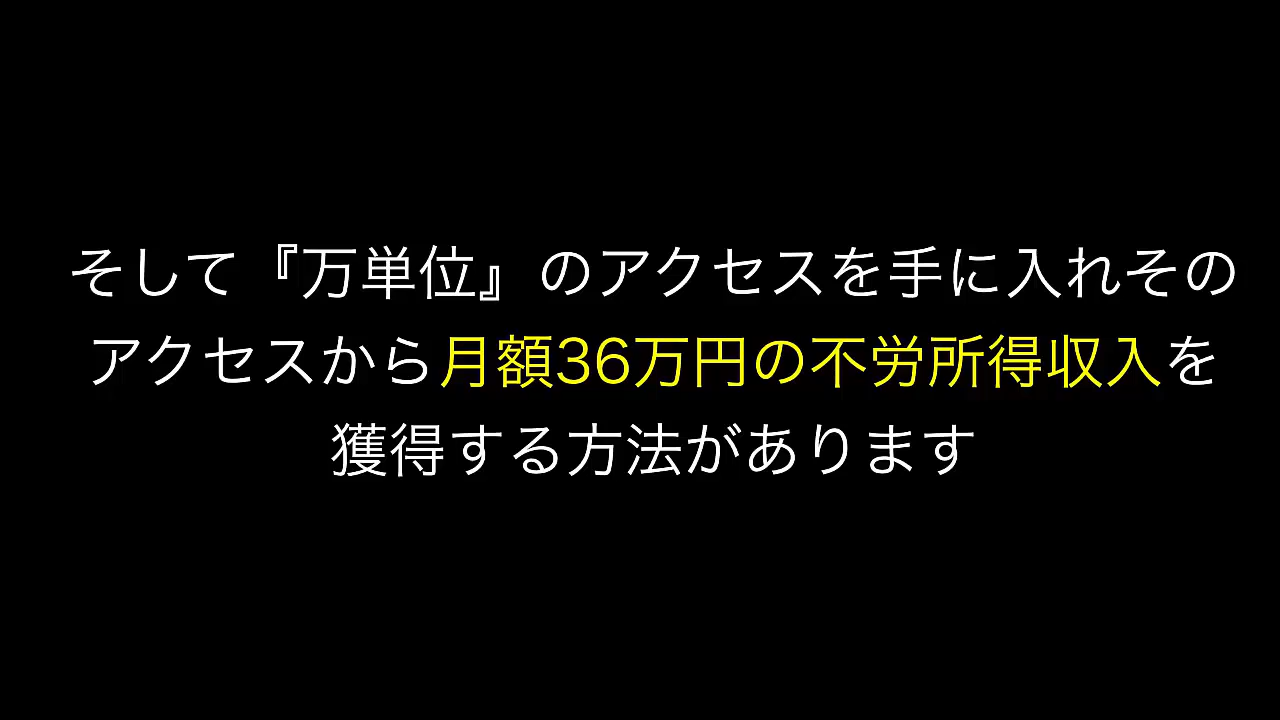 そして『万単位』のアクセスを手に入れその
アクセスから月額36万円の不労所得収入を
獲得する方法があります